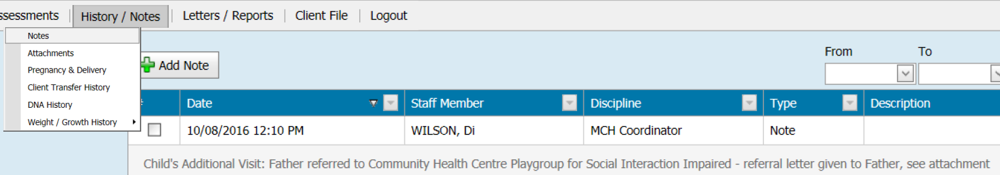 ssessments History / Notes Letters / Reports Client File Logout
Notes
Attachments
Pregnancy & Delivery
Client Transfer History
DNA History
Weight / Growth History
Add Note
From To
Date Staff Member Discipline Type Description
10/08/2016 12:10 PM WILSON, Di MCH Coordinator Note
Child's Additional Visit: Father referred to Community Health Centre Playgroup for Social Interaction Impaired - referral letter given to Father, see attachment